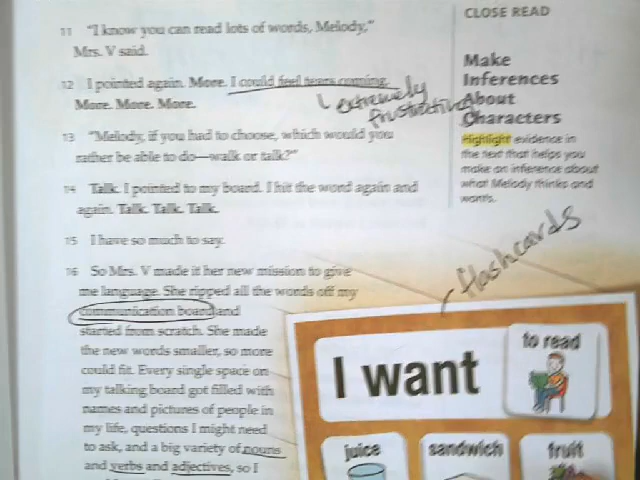 11 "I know you can read lots of words, Melody,"
Mrs. V said.
12 I pointed again. More. I could feel tears coming.
More. More. More.
extremely
frustrating
13 "Melody, if you had to choose, which would you
rather be able to do—walk or talk?"
14 Talk. I pointed to my board. I hit the word again and
again. Talk. Talk. Talk.
15 I have so much to say.
16 So Mrs. V made it her new mission to give
me language. She ripped all the words off my
communication board and
started from scratch. She made
the new words smaller, so more
could fit. Every single space on
my talking board got filled with
names and pictures of people in
my life, questions I might need
to ask, and a big variety of nouns
and verbs and adjectives, so I
CLOSE READ
Make
Inferences
About
Characters
Highlight evidence in
the text that helps you
make an inference about
what Melody thinks and
wants.
flashcards
I want
to read
juice
sandwich
fruit